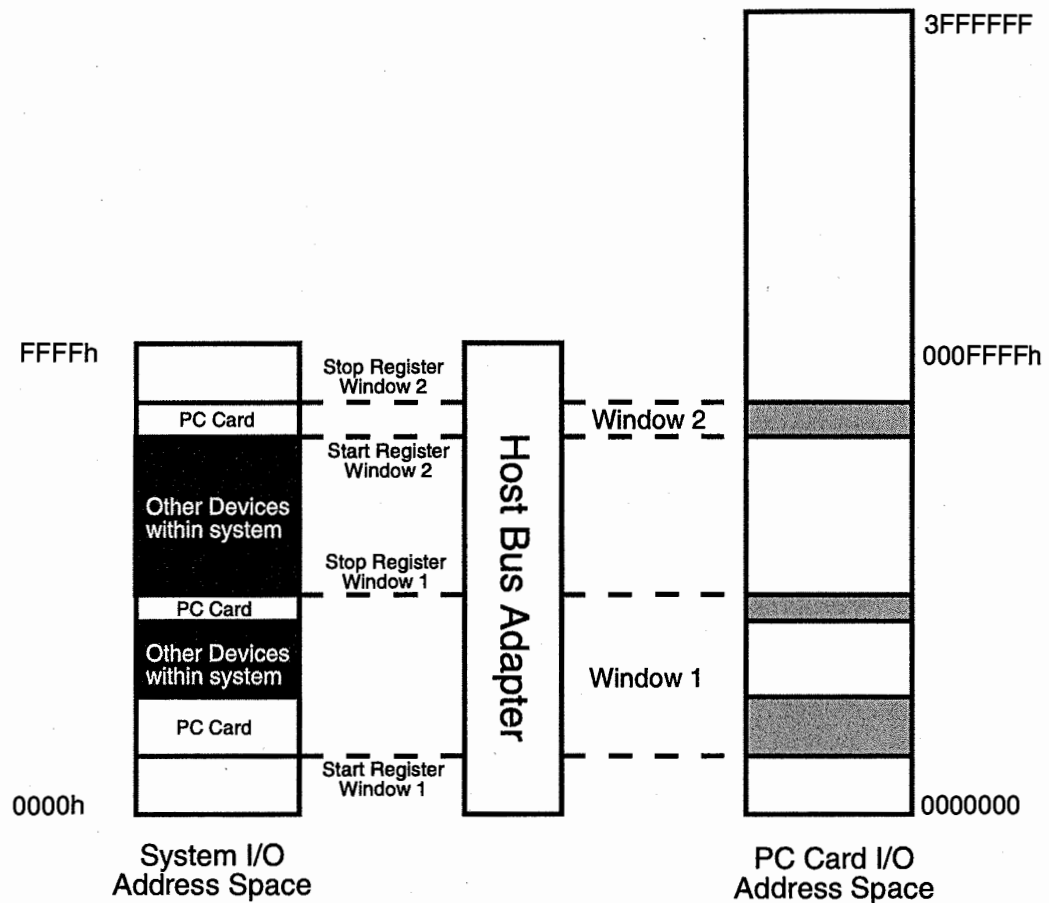 3FFFFFF
FFFFh
000FFFFh
Stop Register
Window 2
PC Card
Window 2
Start Register
Window 2
Host Bus Adapter
Other Devices
within system
Stop Register
Window 1
PC Card
Other Devices
within system
Window 1
PC Card
Start Register
Window 1
0000h
0000000
System I/O
Address Space
PC Card I/O
Address Space